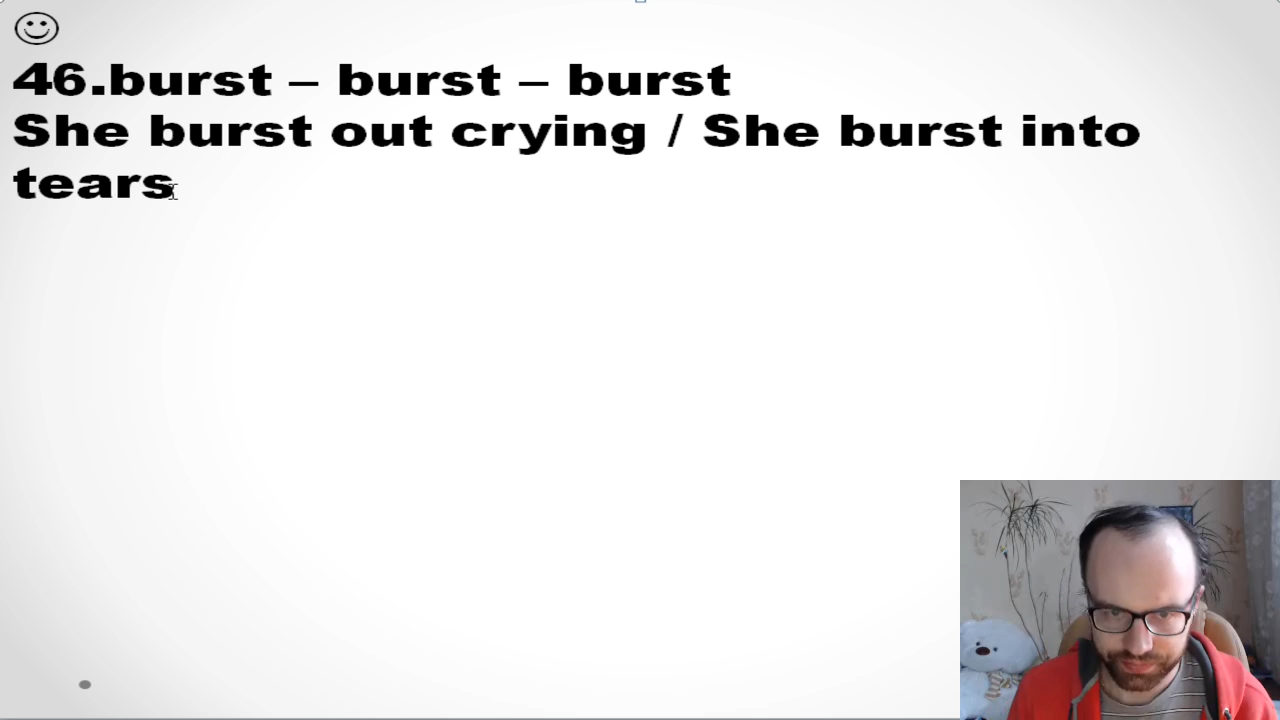 46.burst – burst – burst
She burst out crying / She burst into
tears